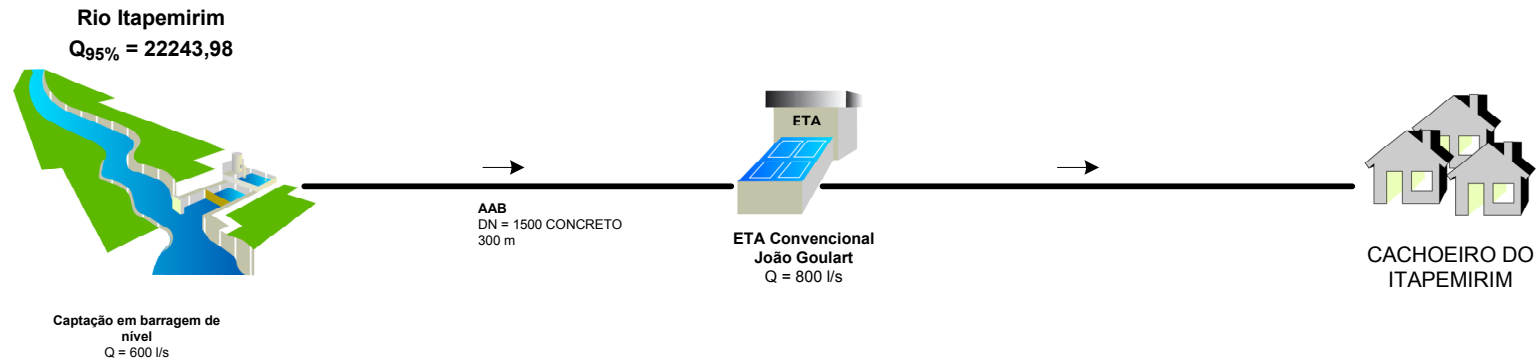 Rio Itapemirim
Q95% = 22243,98
ETA
AAB
DN = 1500 CONCRETO
300 m
ETA Convencional
João Goulart
Q = 800 l/s
CACHOEIRO DO
ITAPEMIRIM
Captação em barragem de
nível
Q = 600 l/s